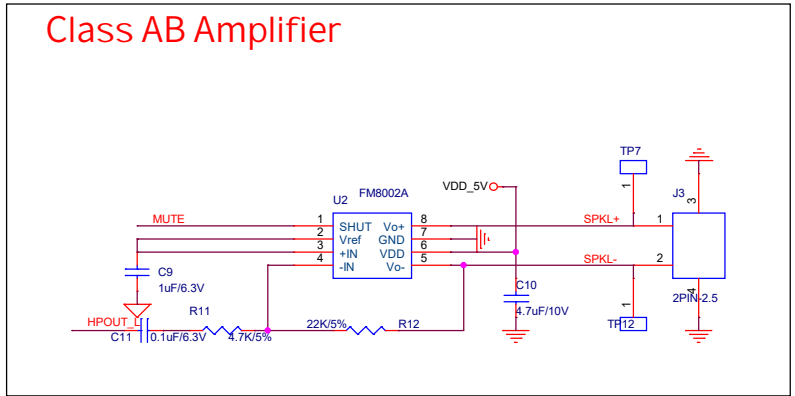 Class AB Amplifier
TP7
1
J3
3
VDD_5V
FM8002A
U2
MUTE
1 SHUT Vo+ 8
2 Vref GND 7
3 +IN VDD 6
4 -IN Vo- 5
SPKL+
1
SPKL-
2
C9
1uF/6.3V
C10
4.7uF/10V
4
2PIN-2.5
1
TP12
R11
HPOUT_L
C11
0.1uF/6.3V
4.7K/5%
22K/5%
R12